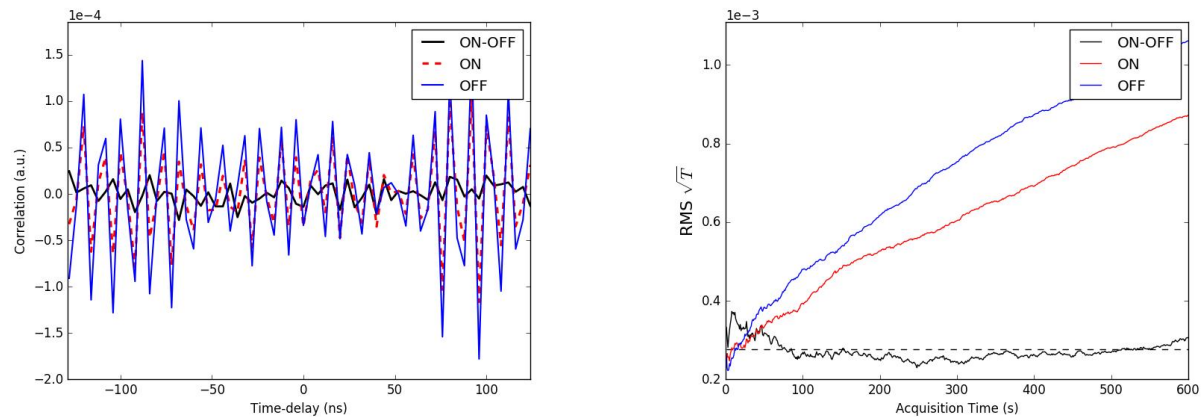 1e−4
1.5
1.0
0.5
0.0
−0.5
−1.0
−1.5
−2.0
Correlation (a.u.)
−100
−50
0
50
100
Time-delay (ns)
ON-OFF
ON
OFF
1e−3
1.0
0.8
0.6
0.4
0.2
RMS √T
0
100
200
300
400
500
600
Acquisition Time (s)
ON-OFF
ON
OFF